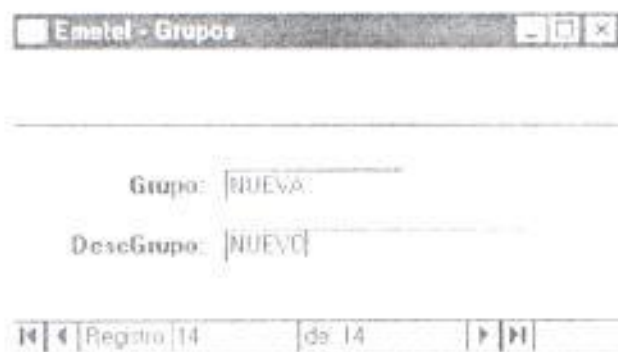 Emetel - Grupos
Grupo: NUEVA
DescGrupo: NUEVO
Registro 14 de 14